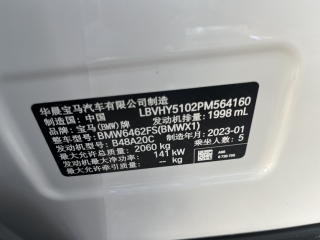 华晨宝马汽车有限公司制造
制造国: 中国 LBVHY5102PM564160
发动机排量: 1998 mL
品牌: 宝马(BMW)牌
整车型号: BMW6462FS(BMWX1)
发动机型号: B48A20C 制造年月: 2023-01
最大允许总质量: 2060 kg 乘坐人数: 5
发动机最大净功率: 141 kW
最大允许牵引质量: - kg